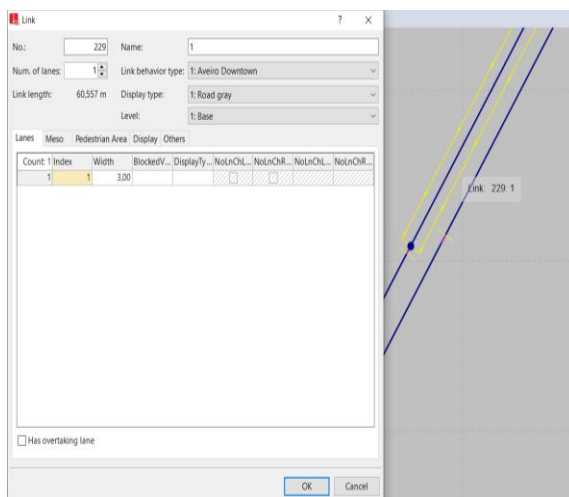 Link ? X
No.: 229 Name: 1
Num. of lanes: 1 Link behavior type: 1: Aveiro Downtown
Link length: 60,557 m Display type: 1: Road gray
Level: 1: Base
Lanes Meso Pedestrian Area Display Others
Count: 1 Index Width BlockedV... DisplayTy... NoLnChL... NoLnChR... NoLnChL... NoLnChR...
1 1 3,00
Link 229: 1
Has overtaking lane
OK Cancel